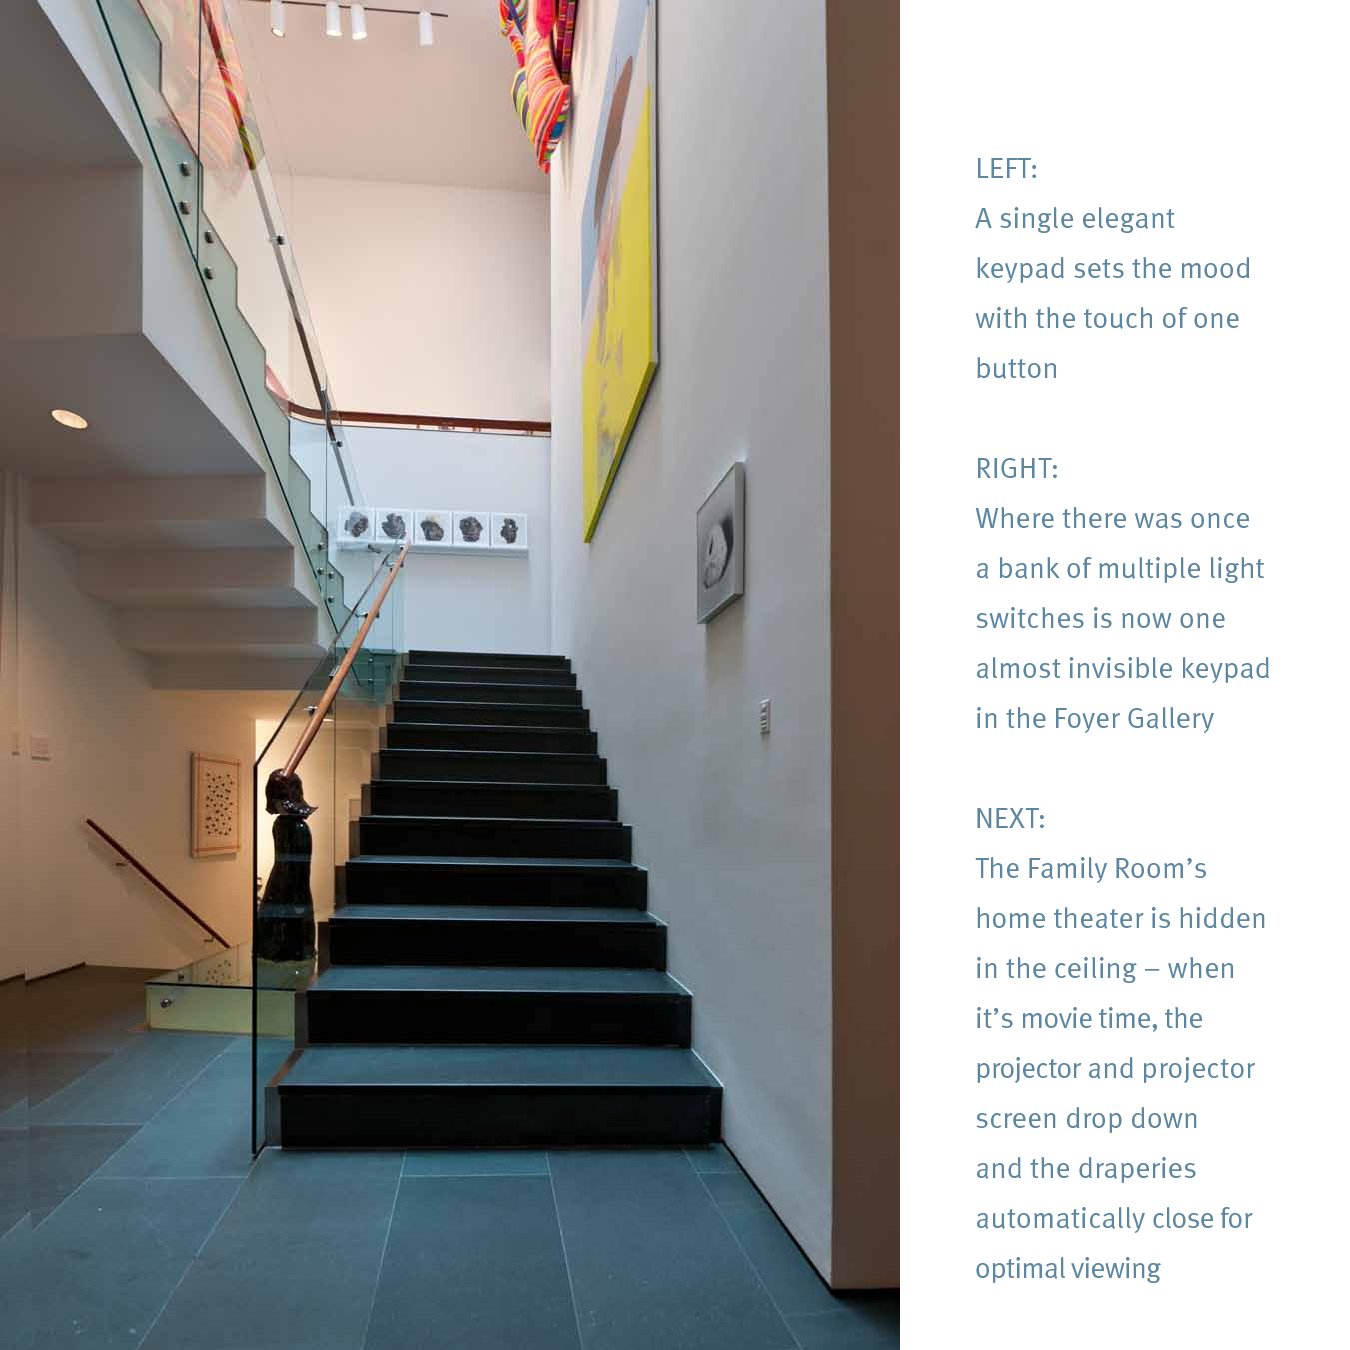 LEFT:
A single elegant
keypad sets the mood
with the touch of one
button
RIGHT:
Where there was once
a bank of multiple light
switches is now one
almost invisible keypad
in the Foyer Gallery
NEXT:
The Family Room’s
home theater is hidden
in the ceiling – when
it’s movie time, the
projector and projector
screen drop down
and the draperies
automatically close for
optimal viewing